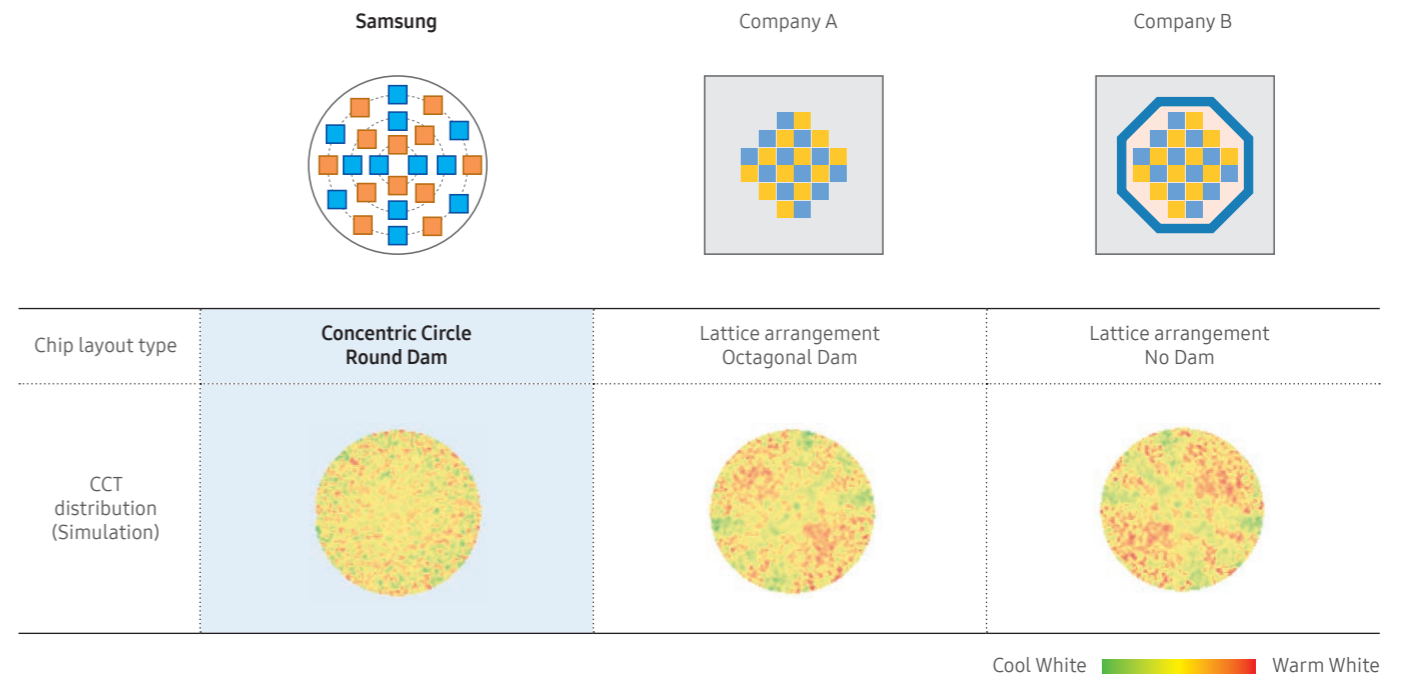 Samsung
Company A
Company B
Chip layout type
Concentric Circle
Round Dam
Lattice arrangement
Octagonal Dam
Lattice arrangement
No Dam
CCT
distribution
(Simulation)
Cool White
Warm White